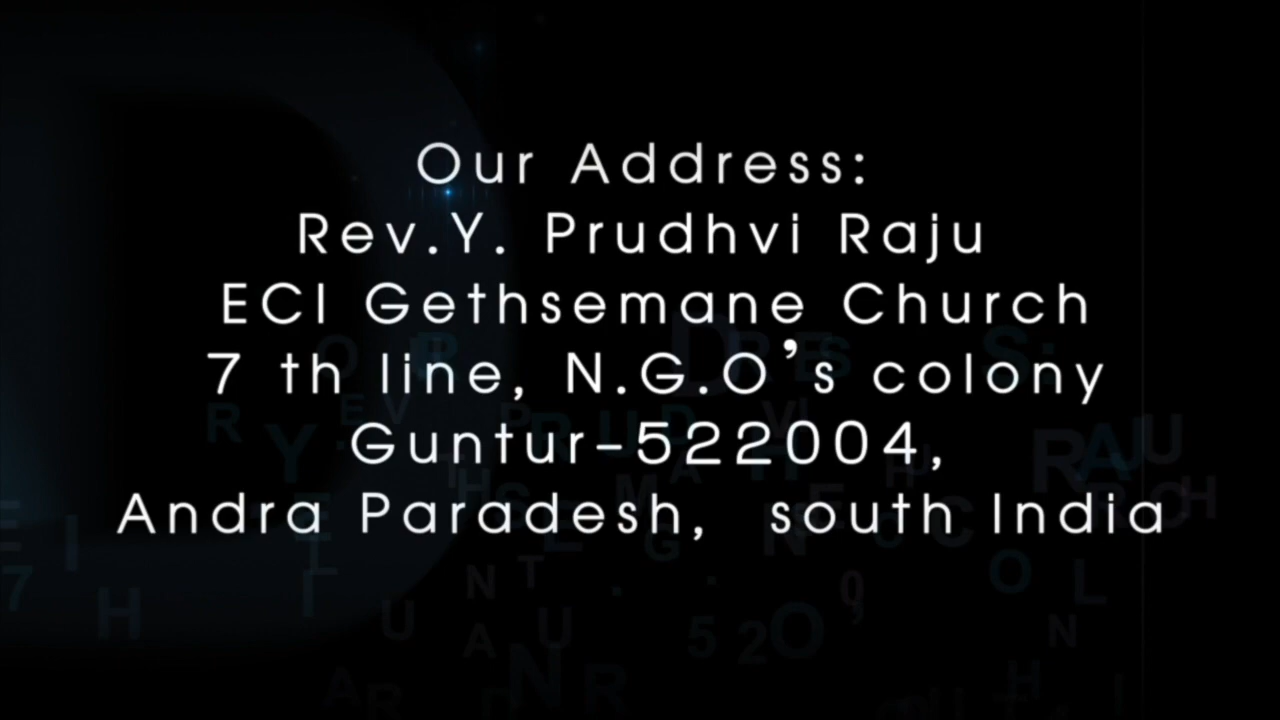 Our Address:
Rev.Y. Prudhvi Raju
ECI Gethsemane Church
7 th line, N.G.O's colony
Guntur-522004,
Andra Paradesh, south India